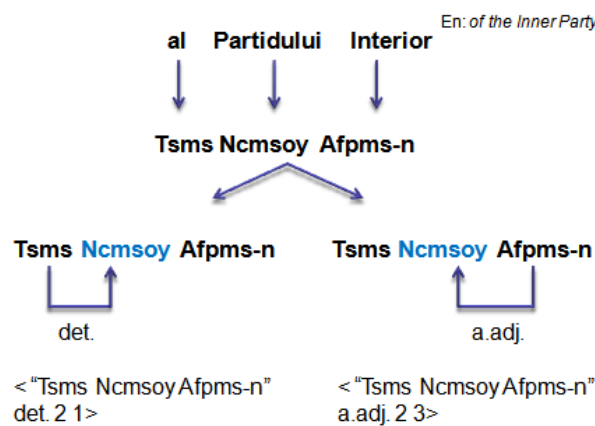 En: of the Inner Party
al Partidului Interior
Tsms Ncmsoy Afpms-n
Tsms Ncmsoy Afpms-n
det.
< “Tsms Ncmsoy Afpms-n”
det. 2 1>
Tsms Ncmsoy Afpms-n
a.adj.
< “Tsms Ncmsoy Afpms-n”
a.adj. 2 3>